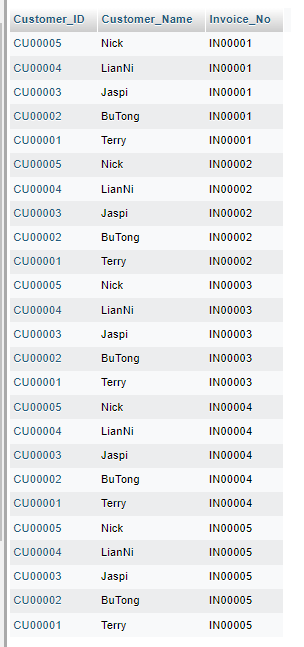 Customer_ID Customer_Name Invoice_No
CU00005 Nick IN00001
CU00004 LianNi IN00001
CU00003 Jaspi IN00001
CU00002 BuTong IN00001
CU00001 Terry IN00001
CU00005 Nick IN00002
CU00004 LianNi IN00002
CU00003 Jaspi IN00002
CU00002 BuTong IN00002
CU00001 Terry IN00002
CU00005 Nick IN00003
CU00004 LianNi IN00003
CU00003 Jaspi IN00003
CU00002 BuTong IN00003
CU00001 Terry IN00003
CU00005 Nick IN00004
CU00004 LianNi IN00004
CU00003 Jaspi IN00004
CU00002 BuTong IN00004
CU00001 Terry IN00004
CU00005 Nick IN00005
CU00004 LianNi IN00005
CU00003 Jaspi IN00005
CU00002 BuTong IN00005
CU00001 Terry IN00005